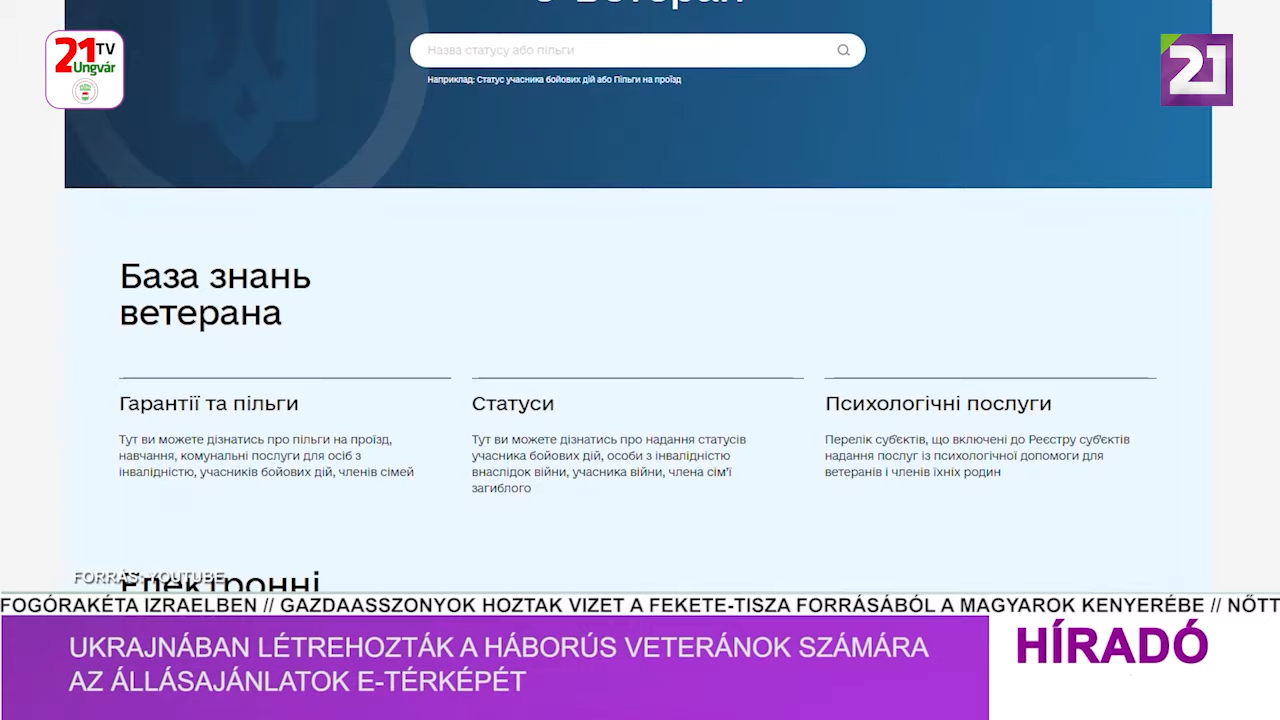 е-Ветеран
21 TV
Ungvár
Назва статусу або пільги
Наприклад: Статус учасника бойових дій або Пільги на проїзд
21
База знань
ветерана
Гарантії та пільги
Тут ви можете дізнатись про пільги на проїзд,
навчання, комунальні послуги для осіб з
інвалідністю, учасників бойових дій, членів сімей
Статуси
Тут ви можете дізнатись про надання статусів
учасника бойових дій, особи з інвалідністю
внаслідок війни, учасника війни, члена сім'ї
загиблого
Психологічні послуги
Перелік суб'єктів, що включені до Реєстру суб'єктів
надання послуг із психологічної допомоги для
ветеранів і членів їхніх родин
Електронні
FORRÁS: YOUTUBE
FOGÓRAKÉTA IZRAELBEN // GAZDAASSZONYOK HOZTAK VIZET A FEKETE-TISZA FORRÁSÁBÓL A MAGYAROK KENYERÉBE // NŐTT
UKRAJNÁBAN LÉTREHOZTÁK A HÁBORÚS VETERÁNOK SZÁMÁRA
AZ ÁLLÁSAJÁNLATOK E-TÉRKÉPÉT
HÍRADÓ